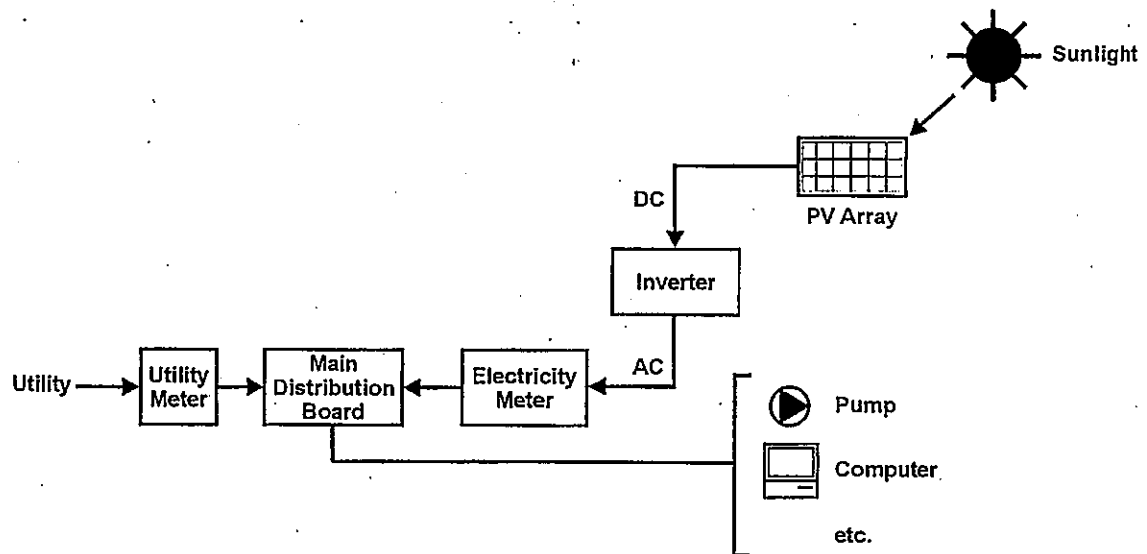 Sunlight
DC
PV Array
Inverter
AC
Utility
Utility
Meter
Main
Distribution
Board
Electricity
Meter
Pump
Computer
etc.